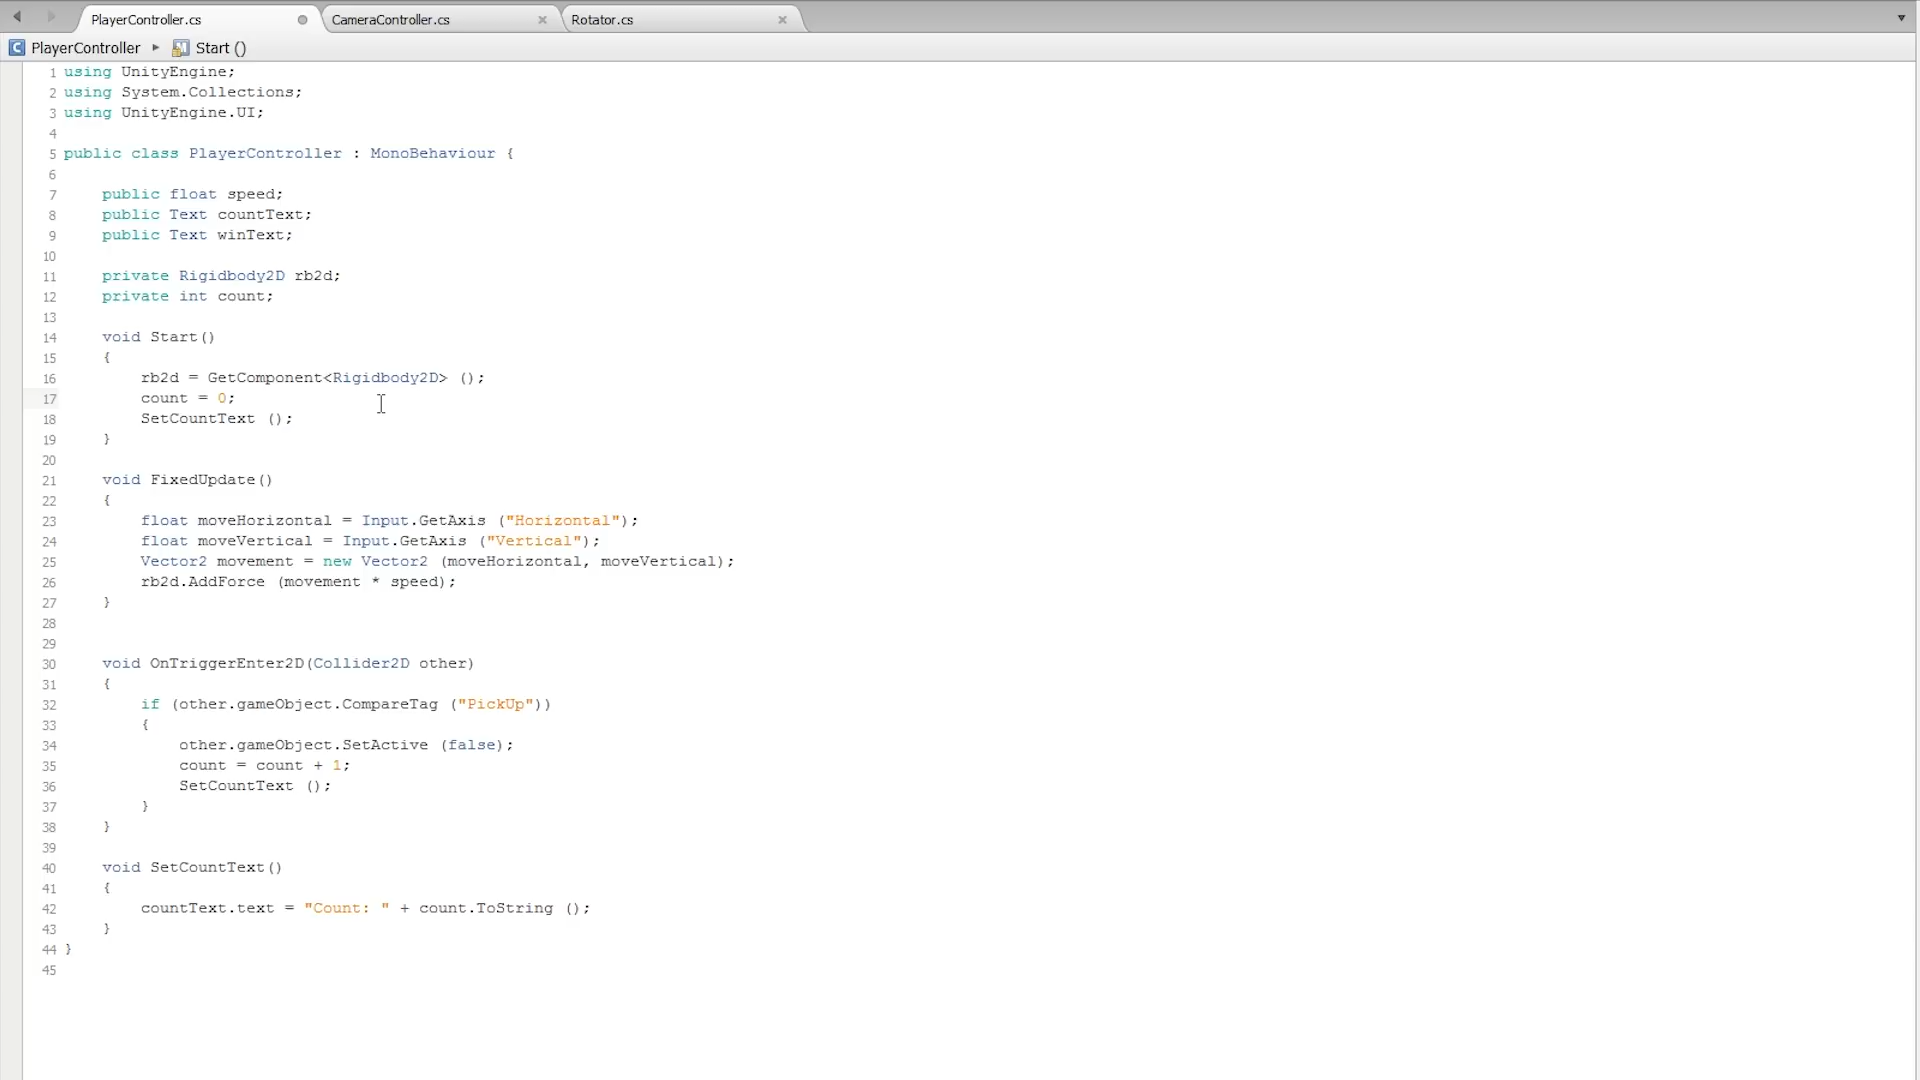 PlayerController.cs CameraController.cs Rotator.cs
PlayerController Start ()
1 using UnityEngine;
2 using System.Collections;
3 using UnityEngine.UI;
4
5 public class PlayerController : MonoBehaviour {
6
7 public float speed;
8 public Text countText;
9 public Text winText;
10
11 private Rigidbody2D rb2d;
12 private int count;
13
14 void Start()
15 {
16 rb2d = GetComponent<Rigidbody2D> ();
17 count = 0;
18 SetCountText ();
19 }
20
21 void FixedUpdate()
22 {
23 float moveHorizontal = Input.GetAxis ("Horizontal");
24 float moveVertical = Input.GetAxis ("Vertical");
25 Vector2 movement = new Vector2 (moveHorizontal, moveVertical);
26 rb2d.AddForce (movement * speed);
27 }
28
29
30 void OnTriggerEnter2D(Collider2D other)
31 {
32 if (other.gameObject.CompareTag ("PickUp"))
33 {
34 other.gameObject.SetActive (false);
35 count = count + 1;
36 SetCountText ();
37 }
38 }
39
40 void SetCountText()
41 {
42 countText.text = "Count: " + count.ToString ();
43 }
44 }
45